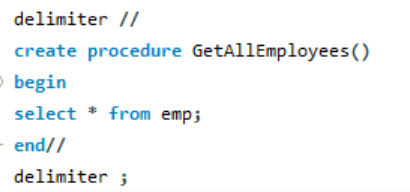 delimiter //
create procedure GetAllEmployees()
begin
select * from emp;
end//
delimiter ;